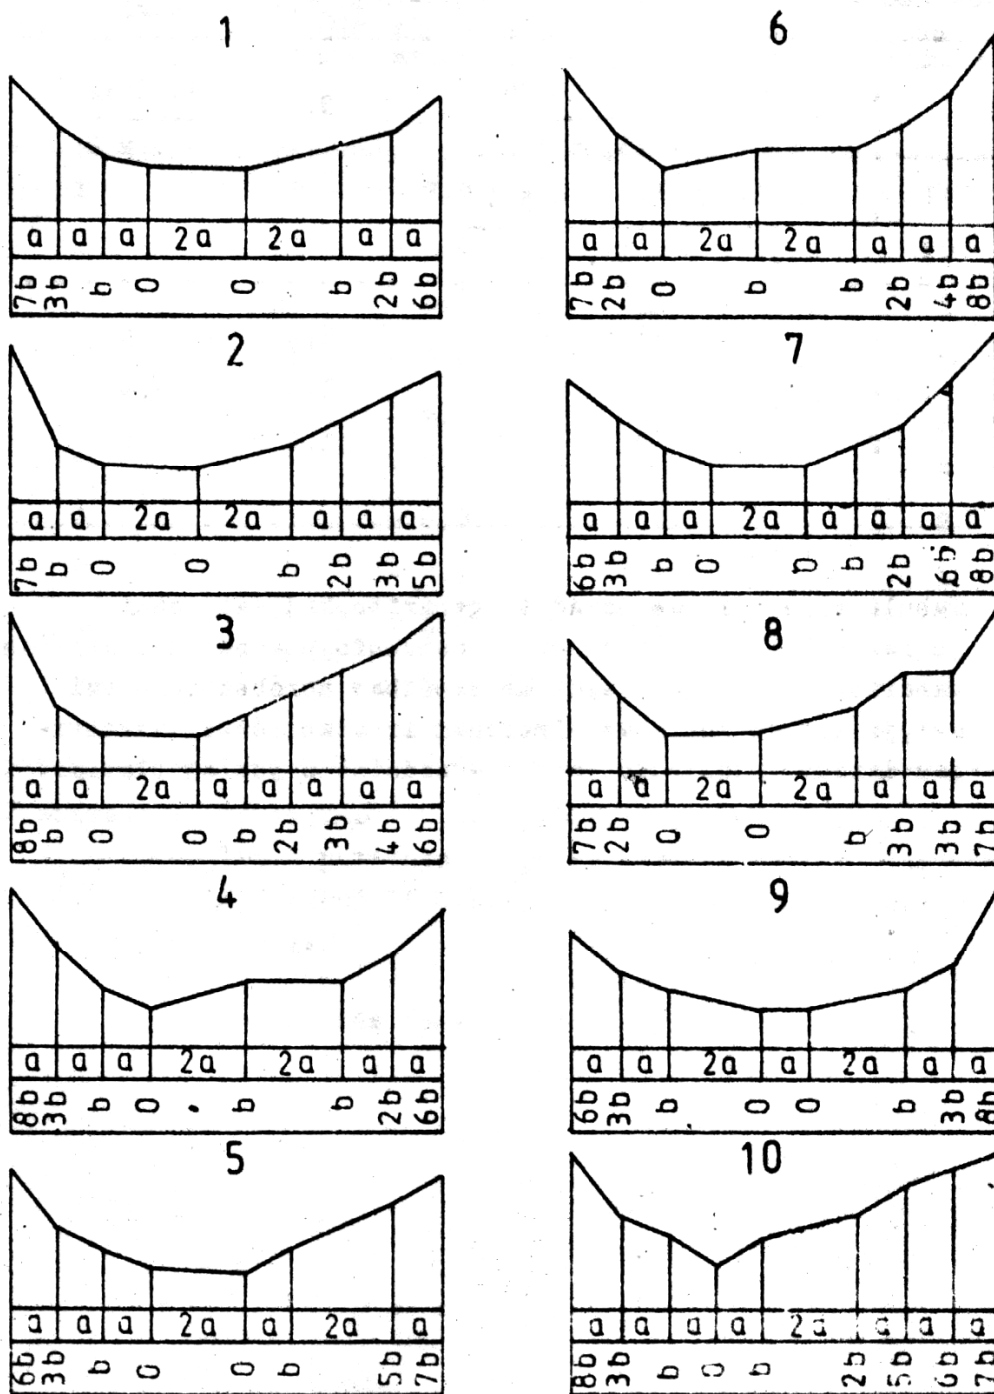 1
a a a 2a 2a a a
7b 3b b 0 0 b 2b 6b
2
a a 2a 2a a a a
7b b 0 0 b 2b 3b 5b
3
a a 2a a a a a a
8b b 0 0 b 2b 3b 4b 6b
4
a a a 2a 2a a a
8b 3b b 0 b b 2b 6b
5
a a a 2a a 2a a
6b 3b b 0 0 b 5b 7b
6
a a 2a 2a a a a
7b 2b 0 b b 2b 4b 8b
7
a a a 2a a a a a
6b 3b b 0 0 b 2b 6b 8b
8
a a 2a 2a a a a
7b 2b 0 0 b 3b 3b 7b
9
a a 2a a 2a a a
6b 3b b 0 0 b 3b 8b
10
a a a a 2a a a a
8b 3b b 0 b 2b 5b 6b 7b